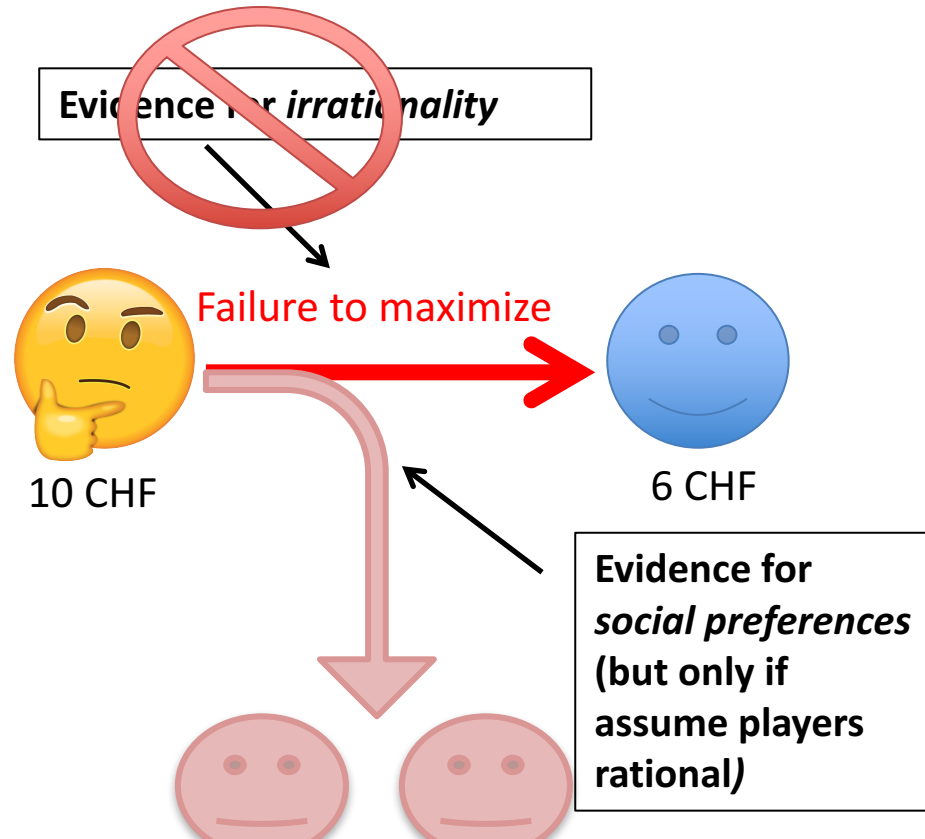 Evidence for irrationality
Failure to maximize
10 CHF
6 CHF
Evidence for
social preferences
(but only if
assume players
rational)